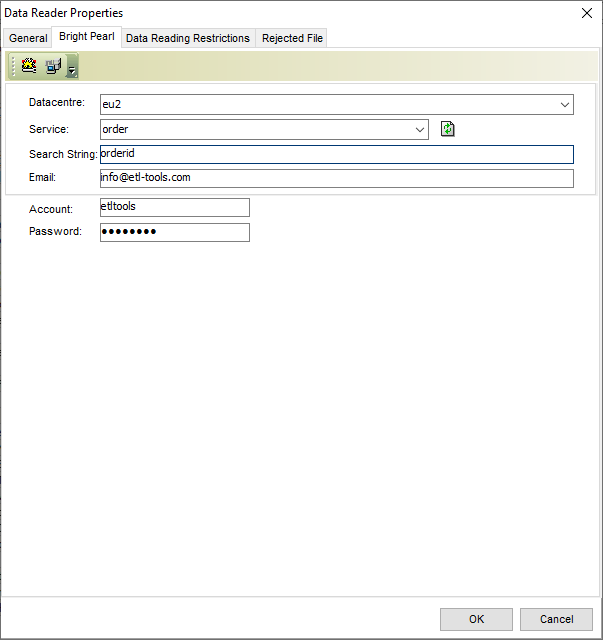 Data Reader Properties
General Bright Pearl Data Reading Restrictions Rejected File
Datacentre: eu2
Service: order
Search String: orderid
Email: info@etl-tools.com
Account: etltools
Password: ●●●●●●●●
OK Cancel